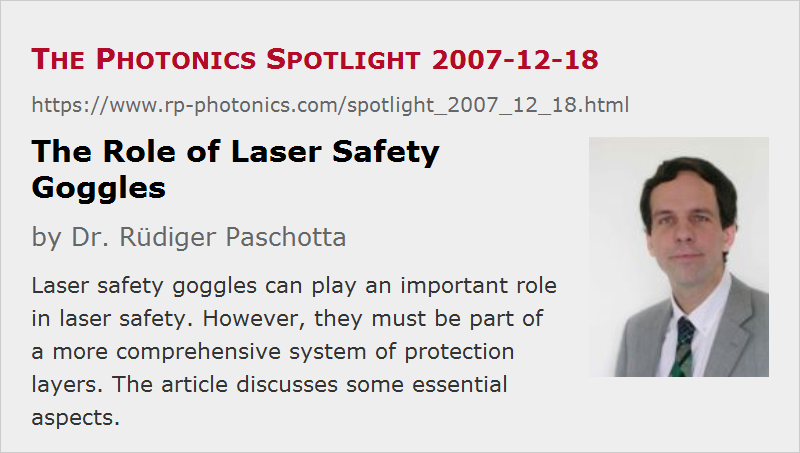 The Photonics Spotlight 2007-12-18
https://www.rp-photonics.com/spotlight_2007_12_18.html
The Role of Laser Safety
Goggles
by Dr. Rüdiger Paschotta
Laser safety goggles can play an important role
in laser safety. However, they must be part of
a more comprehensive system of protection
layers. The article discusses some essential
aspects.